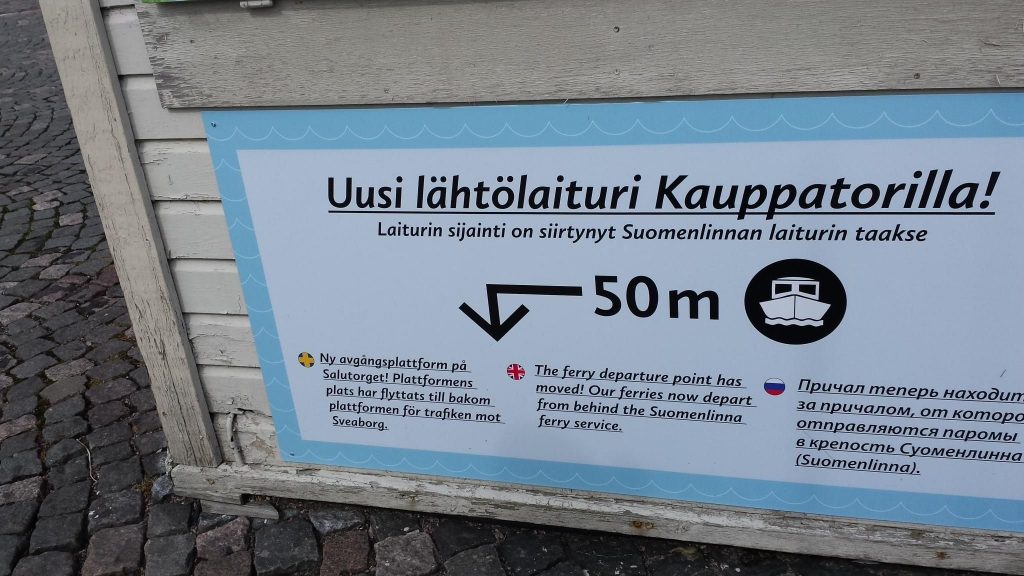 Uusi lähtölaituri Kauppatorilla!
Laiturin sijainti on siirtynyt Suomenlinnan laiturin taakse
50 m
Ny avgångsplattform på
Salutorget! Plattformens
plats har flyttats till bakom
plattformen för trafiken mot
Sveaborg.
The ferry departure point has
moved! Our ferries now depart
from behind the Suomenlinna
ferry service.
Причал теперь
за причалом, от
отправляются паромы
в крепость Суоменлинна
(Suomenlinna).